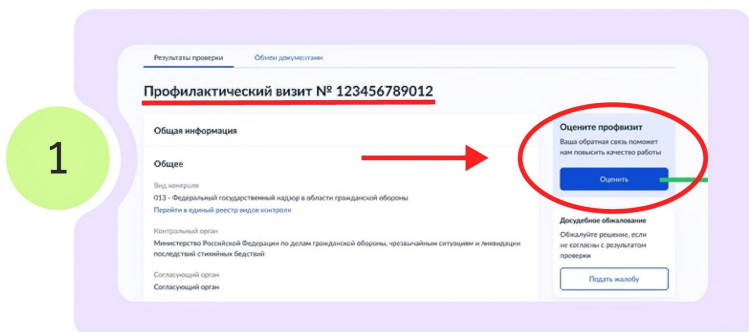 1
Результаты проверки
Обмен документами
Профилактический визит № 123456789012
Общая информация
Общее
Вид контроля
013 - Федеральный государственный надзор в области гражданской обороны
Перейти в единый реестр видов контроля
Контрольный орган
Министерство Российской Федерации по делам гражданской обороны, чрезвычайным ситуациям и ликвидации
последствий стихийных бедствий
Согласующий орган
Согласующий орган
Оцените профвизит
Ваша обратная связь поможет
нам повысить качество работы
Оценить
Досудебное обжалование
Обжалуйте решение, если
не согласны с результатом
проверки
Подать жалобу